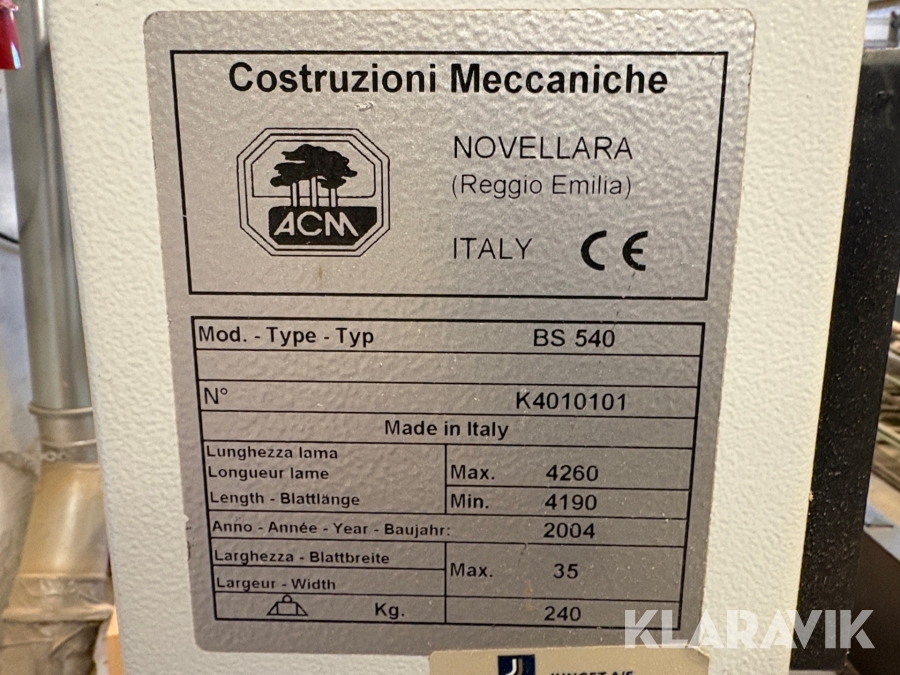 Costruzioni Meccaniche
ACM
NOVELLARA
(Reggio Emilia)
ITALY CE
Mod. - Type - Typ BS 540
N° K4010101
Made in Italy
Lunghezza lama
Longueur lame Max. 4260
Length - Blattlänge Min. 4190
Anno - Année - Year - Baujahr: 2004
Larghezza - Blattbreite
Max. 35
Largeur - Width
Kg. 240
KLARAVIK